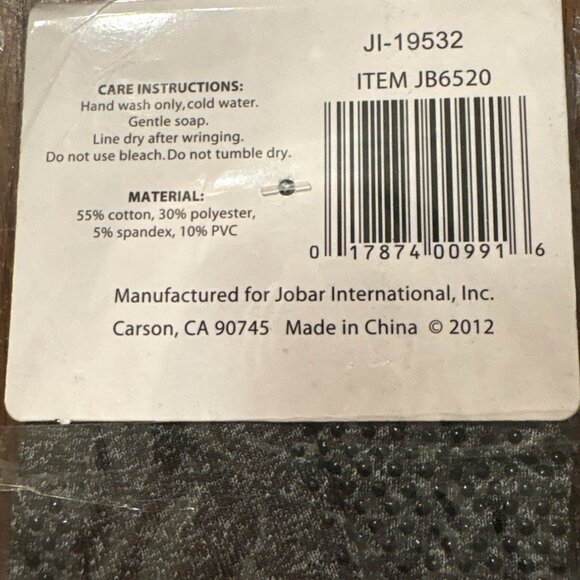 JI-19532
ITEM JB6520
CARE INSTRUCTIONS:
Hand wash only,cold water.
Gentle soap.
Line dry after wringing.
Do not use bleach.Do not tumble dry.
MATERIAL:
55% cotton, 30% polyester,
5% spandex, 10% PVC
0 17874 00991 6
Manufactured for Jobar International, Inc.
Carson, CA 90745 Made in China © 2012